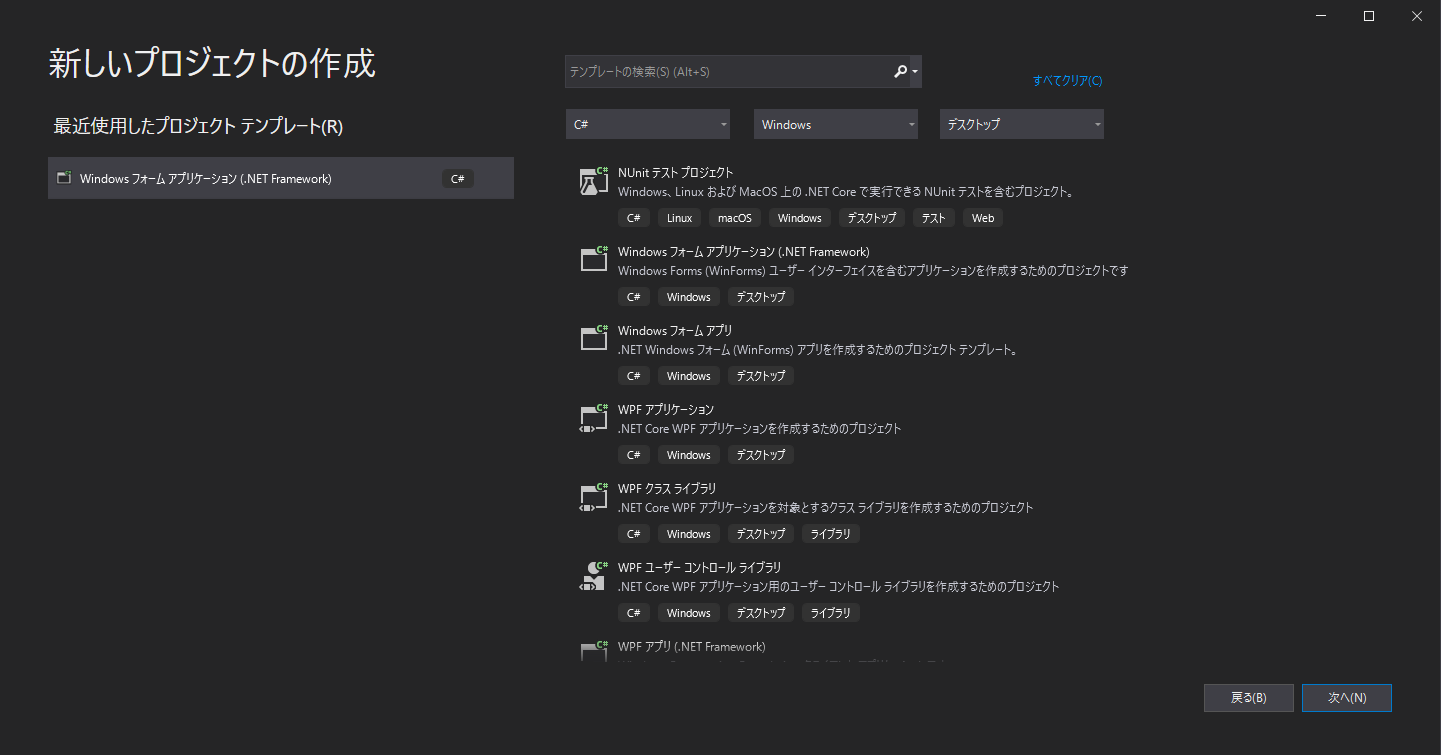 新しいプロジェクトの作成
最近使用したプロジェクト テンプレート(R)
Windows フォーム アプリケーション (.NET Framework)
C#
テンプレートの検索(S) (Alt+S)
すべてクリア(C)
C#
Windows
デスクトップ
NUnit テスト プロジェクト
Windows、Linux および MacOS 上の .NET Core で実行できる NUnit テストを含むプロジェクト。
C# Linux macOS Windows デスクトップ テスト Web
Windows フォーム アプリケーション (.NET Framework)
Windows Forms (WinForms) ユーザー インターフェイスを含むアプリケーションを作成するためのプロジェクトです
C# Windows デスクトップ
Windows フォーム アプリ
.NET Windows フォーム (WinForms) アプリを作成するためのプロジェクト テンプレート。
C# Windows デスクトップ
WPF アプリケーション
.NET Core WPF アプリケーションを作成するためのプロジェクト
C# Windows デスクトップ
WPF クラス ライブラリ
.NET Core WPF アプリケーションを対象とするクラス ライブラリを作成するためのプロジェクト
C# Windows デスクトップ ライブラリ
WPF ユーザー コントロール ライブラリ
.NET Core WPF アプリケーション用のユーザー コントロール ライブラリを作成するためのプロジェクト
C# Windows デスクトップ ライブラリ
WPF アプリ (.NET Framework)
戻る(B)
次へ(N)